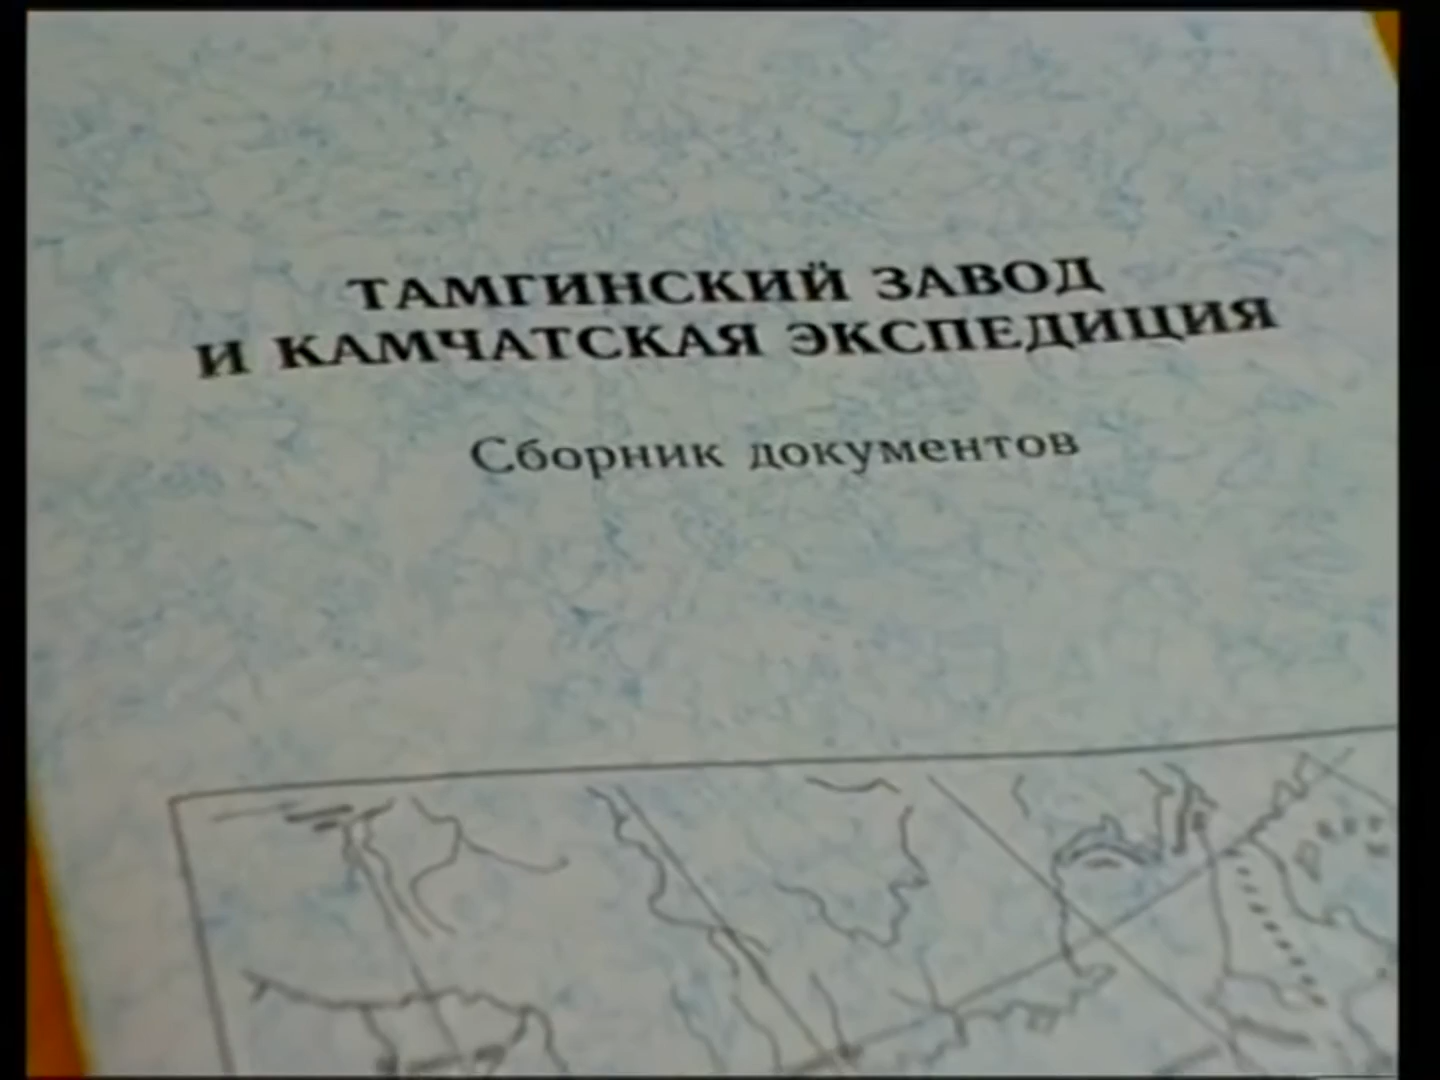 ТАМГИНСКИЙ ЗАВОД
И КАМЧАТСКАЯ ЭКСПЕДИЦИЯ
Сборник документов